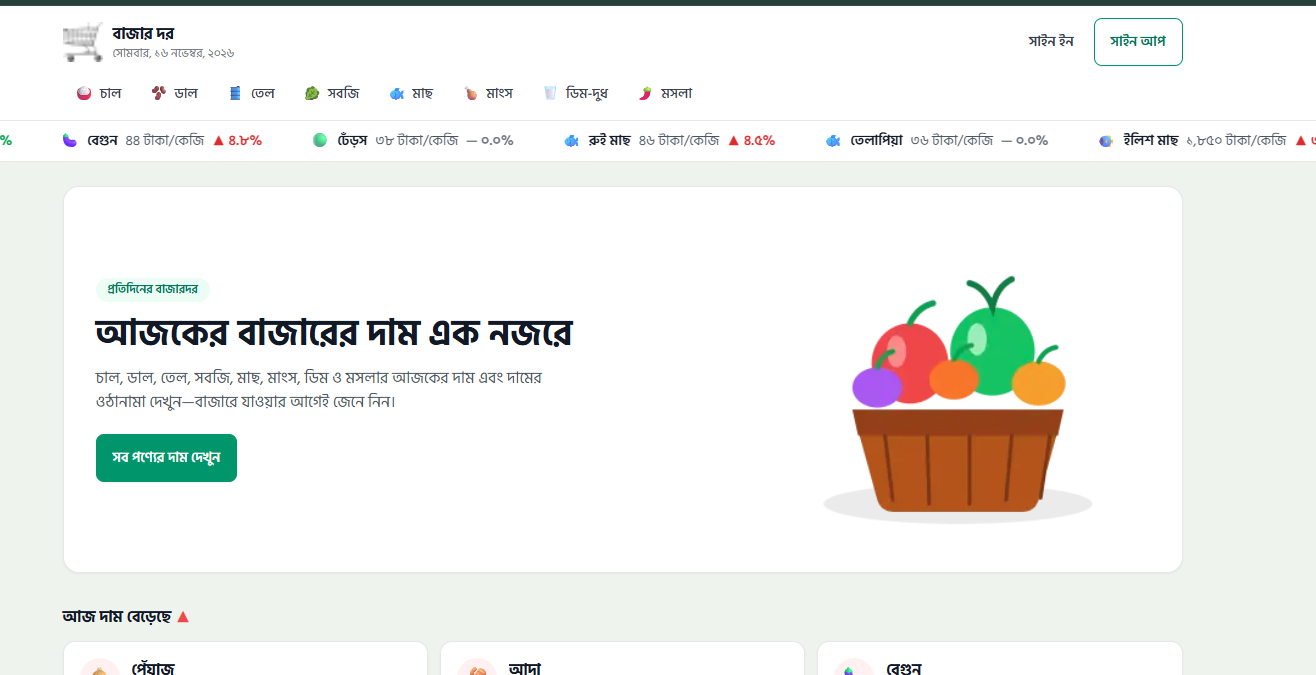 বাজার দর
সোমবার, ১৬ নভেম্বর, ২০২৬
সাইন ইন
সাইন আপ
চাল ডাল তেল সবজি মাছ মাংস ডিম-দুধ মসলা
% বেগুন ৪৪ টাকা/কেজি ▲ ৪.৮% ঢেঁড়স ৩৮ টাকা/কেজি — ০.০% রুই মাছ ৪৬ টাকা/কেজি ▲ ৪.৫% তেলাপিয়া ৩৬ টাকা/কেজি — ০.০% ইলিশ মাছ ১,৮৫০ টাকা/কেজি ▲
প্রতিদিনের বাজারদর
আজকের বাজারের দাম এক নজরে
চাল, ডাল, তেল, সবজি, মাছ, মাংস, ডিম ও মসলার আজকের দাম এবং দামের
ওঠানামা দেখুন—বাজারে যাওয়ার আগেই জেনে নিন।
সব পণ্যের দাম দেখুন
আজ দাম বেড়েছে ▲
পেঁয়াজ আদা বেগুন